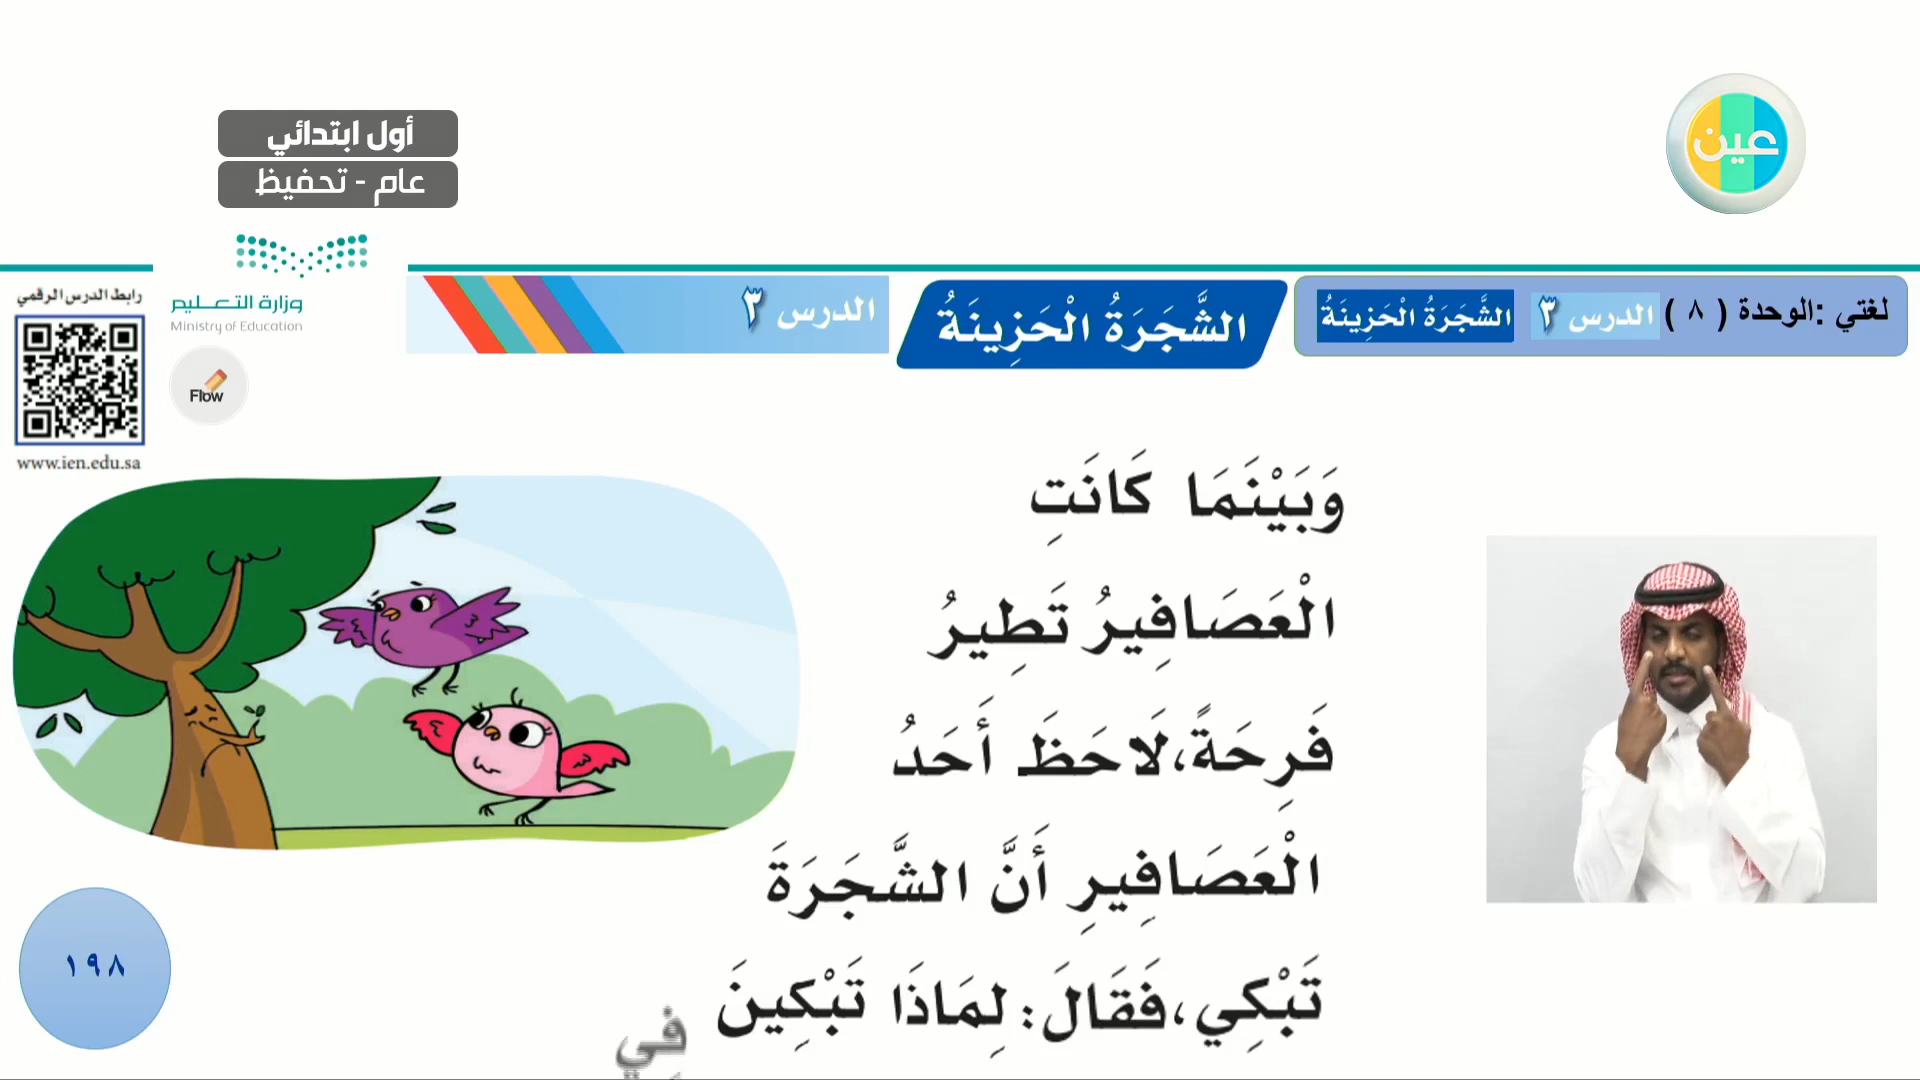 أول ابتدائي
عام - تحفيظ
عين
لغتي :الوحدة ( ٨ ) الدرس ٣ الشَّجَرَةُ الْحَزِينَةُ
الشَّجَرَةُ الْحَزِينَةُ
الدرس ٣
وزارة التعليم
Ministry of Education
رابط الدرس الرقمي
Flow
www.ien.edu.sa
وَبَيْنَمَا كَانَتِ
الْعَصَافِيرُ تَطِيرُ
فَرِحَةً،لَاحَظَ أَحَدُ
الْعَصَافِيرِ أَنَّ الشَّجَرَةَ
تَبْكِي،فَقَالَ: لِمَاذَا تَبْكِينَ
في
١٩٨